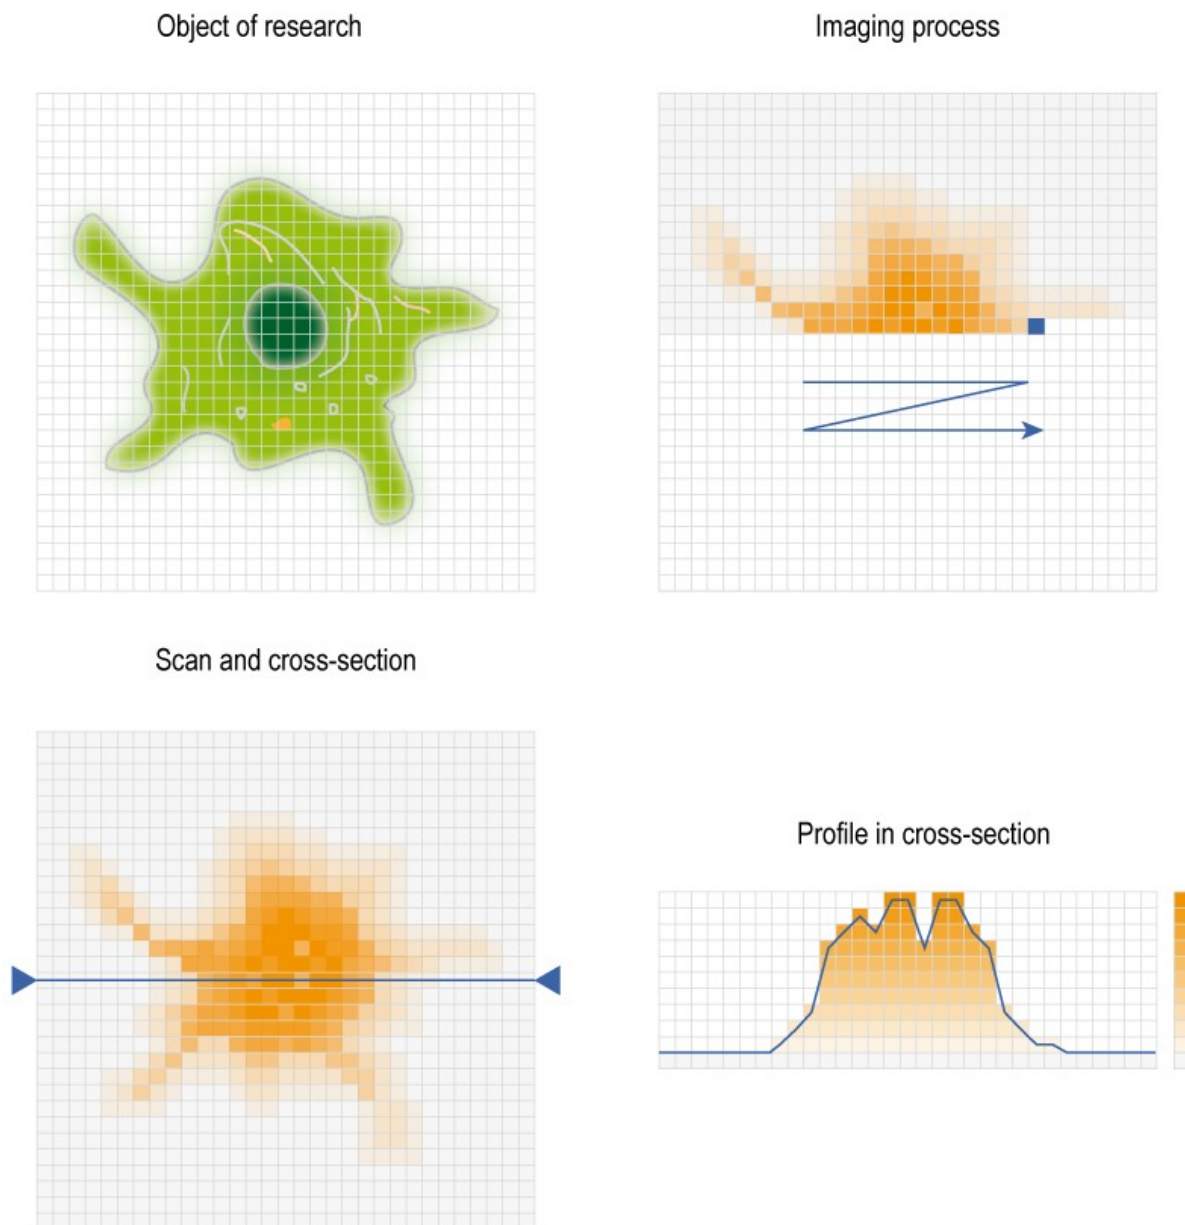 Object of research
Imaging process
Scan and cross-section
Profile in cross-section